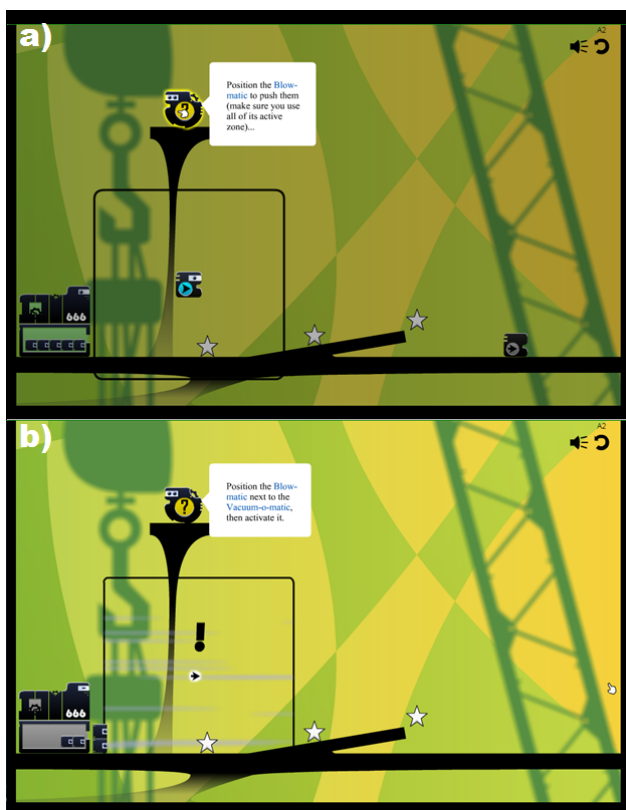 a)
A2
Position the Blow-
matic to push them
(make sure you use
all of its active
zone)...
?
666
b)
A2
Position the Blow-
matic next to the
Vacuum-o-matic,
then activate it.
?
!
666